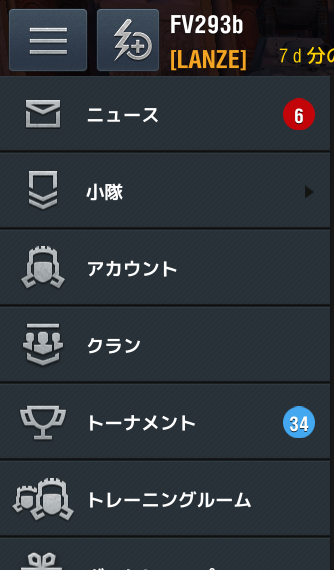 FV293b
[LANZE]
7 d 分の
ニュース 6
小隊
アカウント
クラン
トーナメント 34
トレーニングルーム